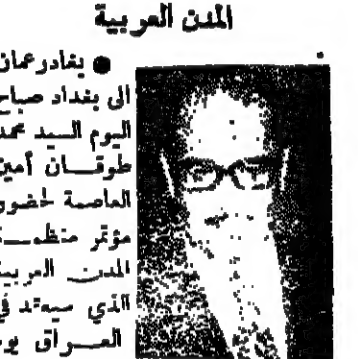 المدن العربية
● يغادر عمان
الى بغداد صباح
اليوم السيد محمد
طوقان أمين
العاصمة لحضور
مؤتمر منظمة
المدن العربية
الذي سيعقد في
العراق